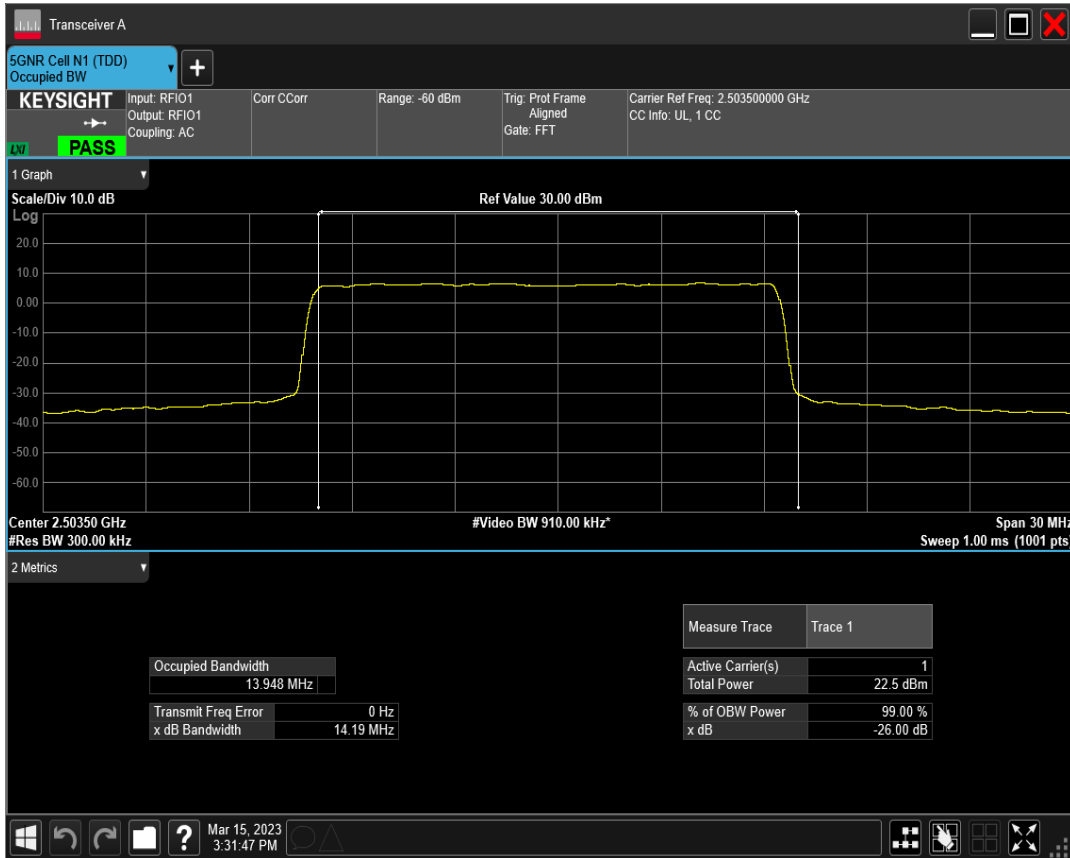 Transceiver A
5GNR Cell N1 (TDD)
Occupied BW
+
KEYSIGHT
LXI
PASS
Input: RFIO1
Output: RFIO1
Coupling: AC
Corr CCorr
Range: -60 dBm
Trig: Prot Frame
Aligned
Gate: FFT
Carrier Ref Freq: 2.503500000 GHz
CC Info: UL, 1 CC
1 Graph
Scale/Div 10.0 dB
Ref Value 30.00 dBm
Log
20.0
10.0
0.00
-10.0
-20.0
-30.0
-40.0
-50.0
-60.0
Center 2.50350 GHz
#Video BW 910.00 kHz*
Span 30 MHz
#Res BW 300.00 kHz
Sweep 1.00 ms (1001 pts)
2 Metrics
Measure Trace Trace 1
Occupied Bandwidth
13.948 MHz
Active Carrier(s) 1
Total Power 22.5 dBm
Transmit Freq Error 0 Hz
x dB Bandwidth 14.19 MHz
% of OBW Power 99.00 %
x dB -26.00 dB
?
Mar 15, 2023
3:31:47 PM